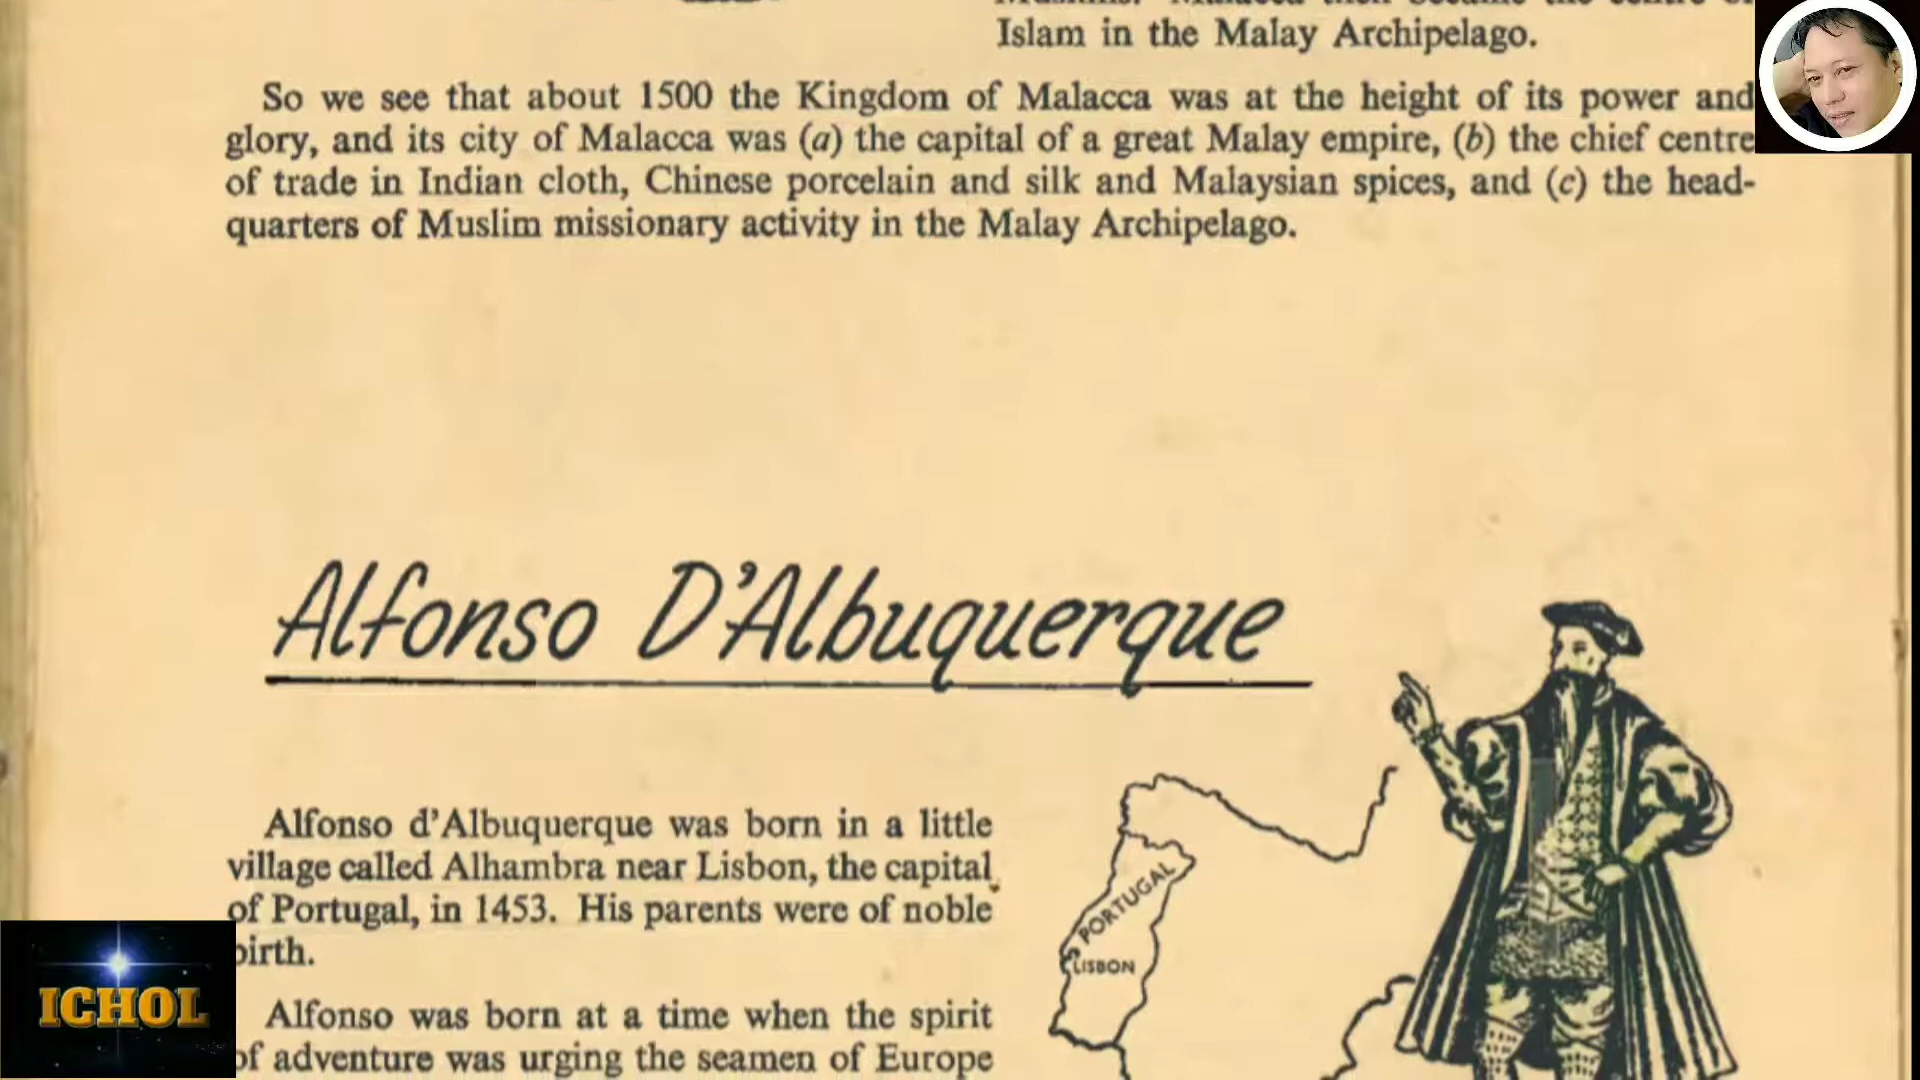 Islam in the Malay Archipelago.
So we see that about 1500 the Kingdom of Malacca was at the height of its power and
glory, and its city of Malacca was (a) the capital of a great Malay empire, (b) the chief centre
of trade in Indian cloth, Chinese porcelain and silk and Malaysian spices, and (c) the head-
quarters of Muslim missionary activity in the Malay Archipelago.
Alfonso D'Albuquerque
Alfonso d'Albuquerque was born in a little
village called Alhambra near Lisbon, the capital
of Portugal, in 1453. His parents were of noble
birth.
Alfonso was born at a time when the spirit
of adventure was urging the seamen of Europe
PORTUGAL
LISBON
ICHOL